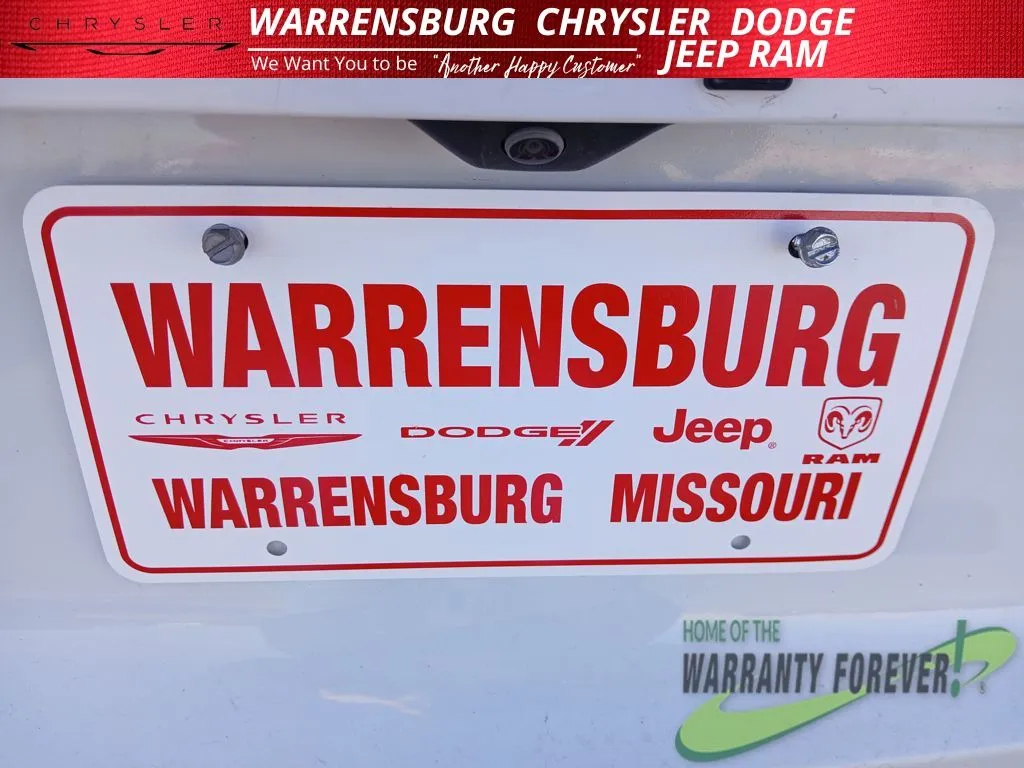 CHRYSLER
WARRENSBURG CHRYSLER DODGE
JEEP RAM
We Want You to be "Another Happy Customer"
WARRENSBURG
CHRYSLER DODGE Jeep® RAM
CHRYSLER
WARRENSBURG MISSOURI
HOME OF THE
WARRANTY FOREVER!®